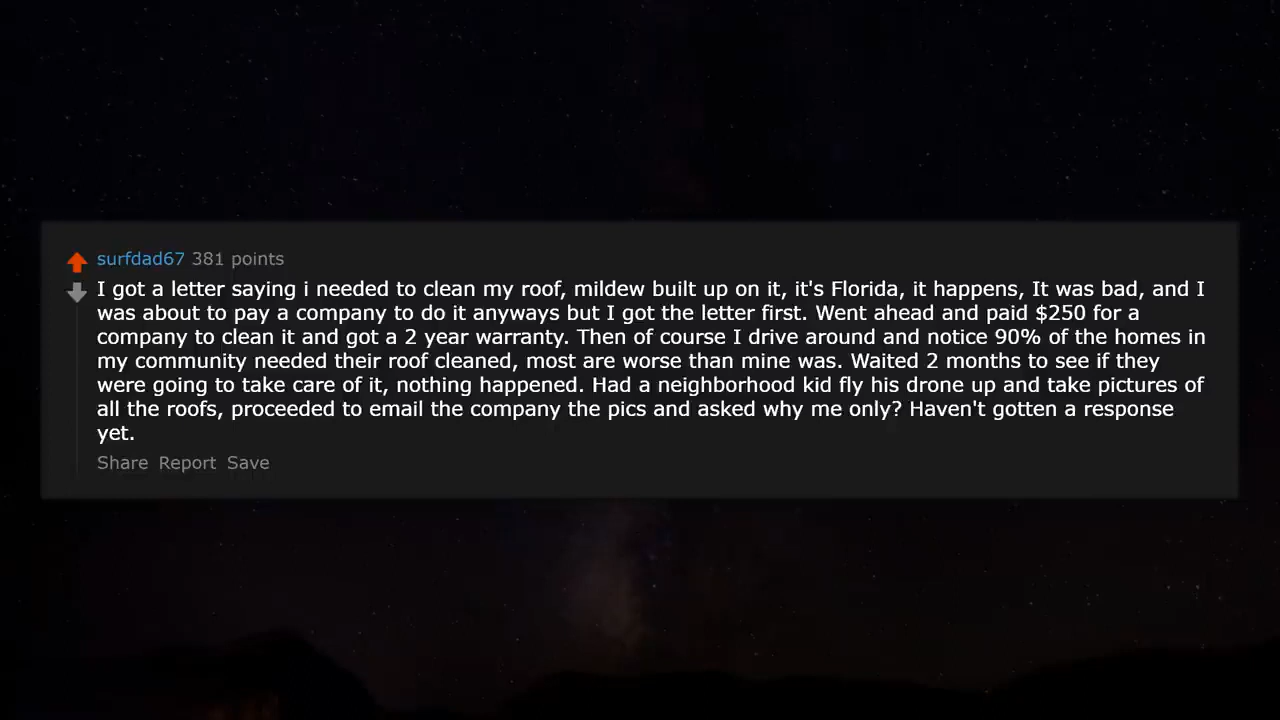 surfdad67 381 points
I got a letter saying i needed to clean my roof, mildew built up on it, it's Florida, it happens, It was bad, and I
was about to pay a company to do it anyways but I got the letter first. Went ahead and paid $250 for a
company to clean it and got a 2 year warranty. Then of course I drive around and notice 90% of the homes in
my community needed their roof cleaned, most are worse than mine was. Waited 2 months to see if they
were going to take care of it, nothing happened. Had a neighborhood kid fly his drone up and take pictures of
all the roofs, proceeded to email the company the pics and asked why me only? Haven't gotten a response
yet.
Share Report Save